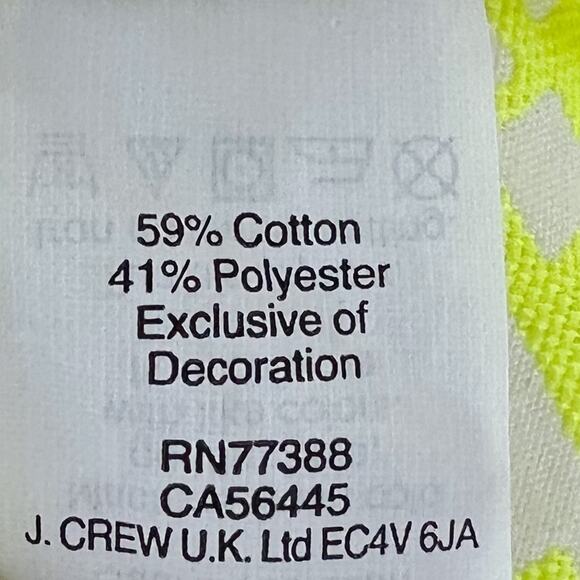 59% Cotton
41% Polyester
Exclusive of
Decoration
RN77388
CA56445
J. CREW U.K. Ltd EC4V 6JA